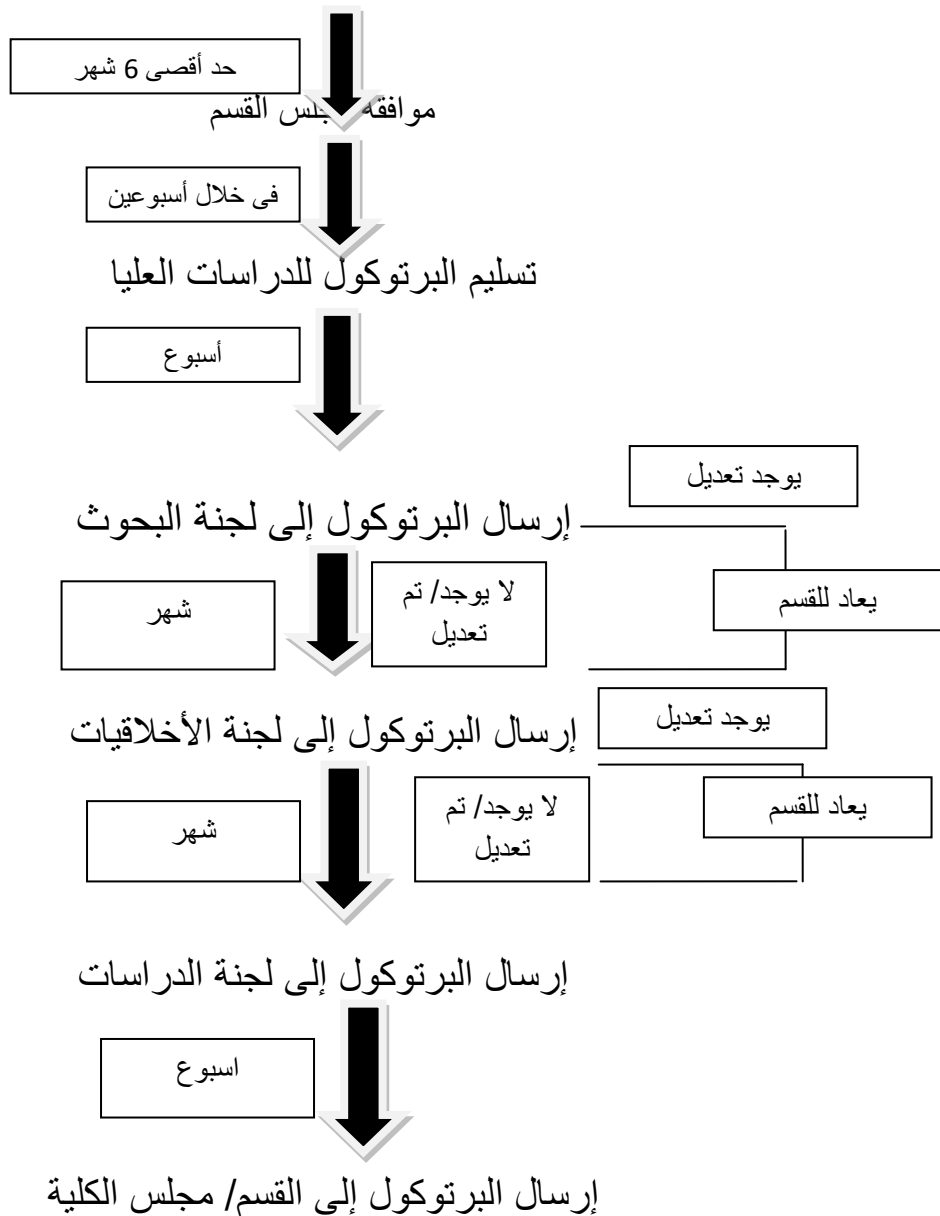 حد أقصى 6 شهر
موافقة مجلس القسم
فى خلال أسبوعين
تسليم البرتوكول للدراسات العليا
أسبوع
يوجد تعديل
إرسال البرتوكول إلى لجنة البحوث
يعاد للقسم
لا يوجد/ تم
تعديل
شهر
يوجد تعديل
إرسال البرتوكول إلى لجنة الأخلاقيات
يعاد للقسم
لا يوجد/ تم
تعديل
شهر
إرسال البرتوكول إلى لجنة الدراسات
اسبوع
إرسال البرتوكول إلى القسم/ مجلس الكلية